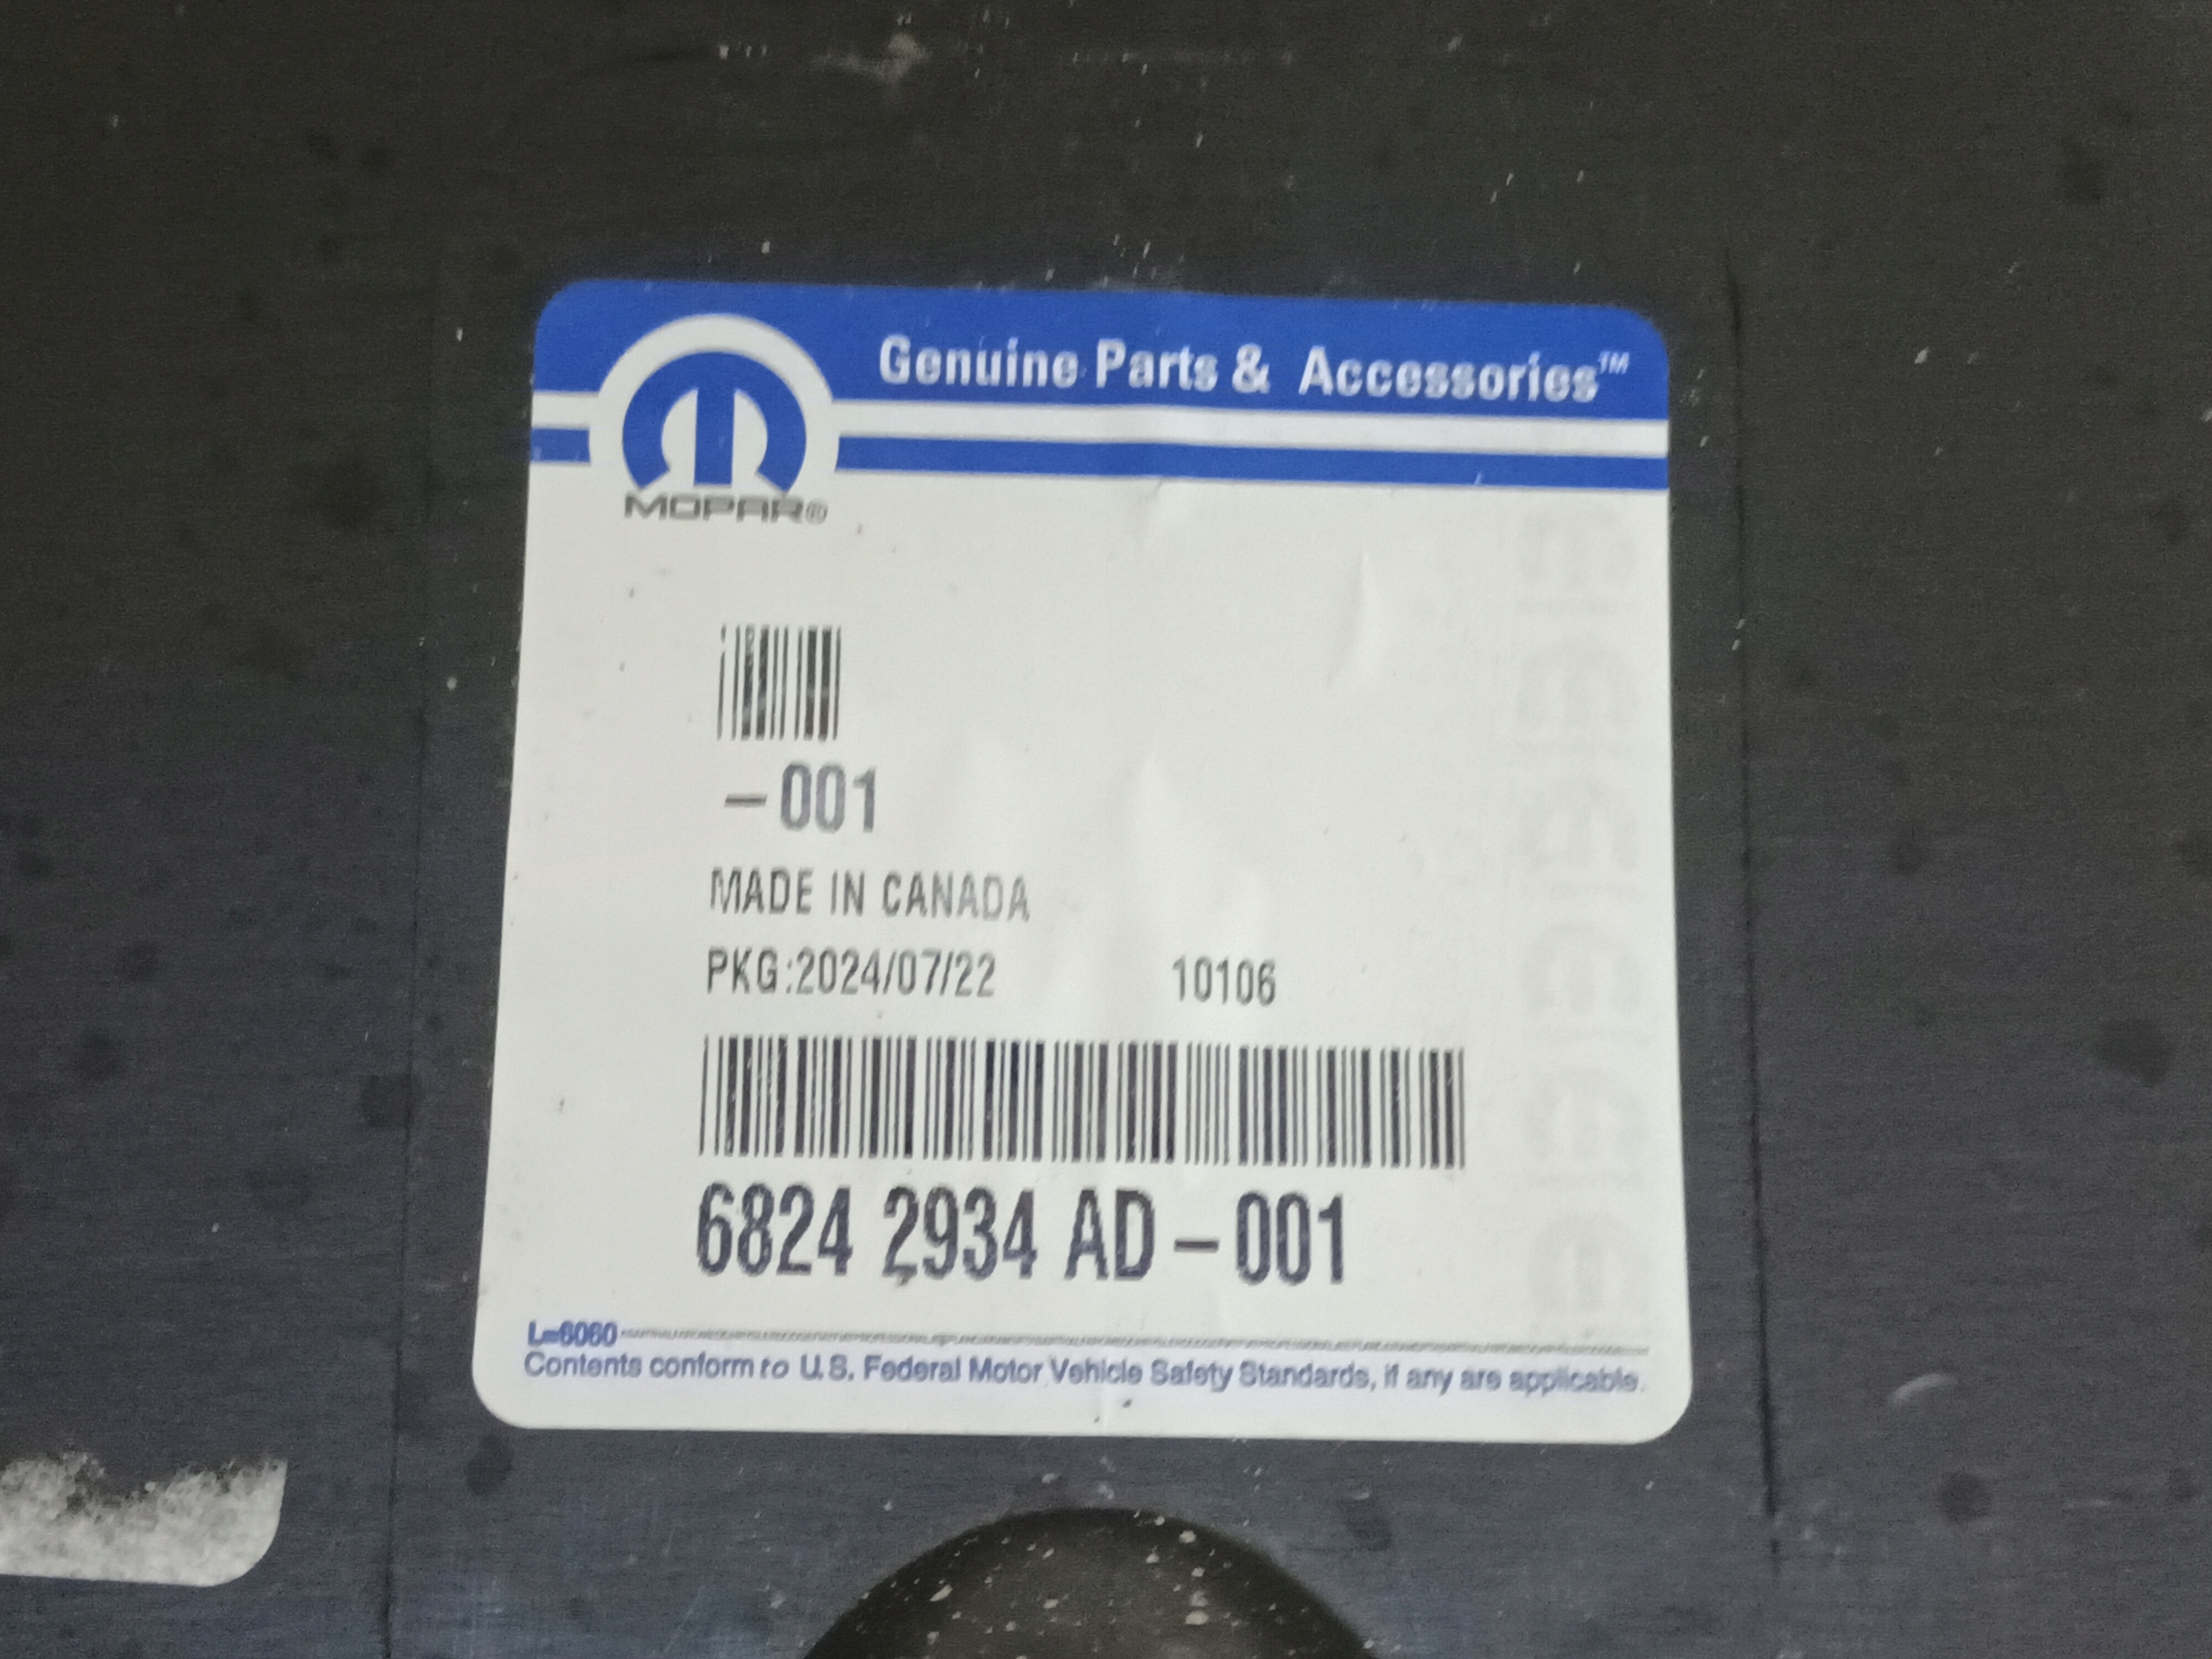 Genuine Parts & Accessories™
MOPAR®
-001
MADE IN CANADA
PKG:2024/07/22 10106
6824 2934 AD-001
L-6060
Contents conform to U.S. Federal Motor Vehicle Safety Standards, if any are applicable.